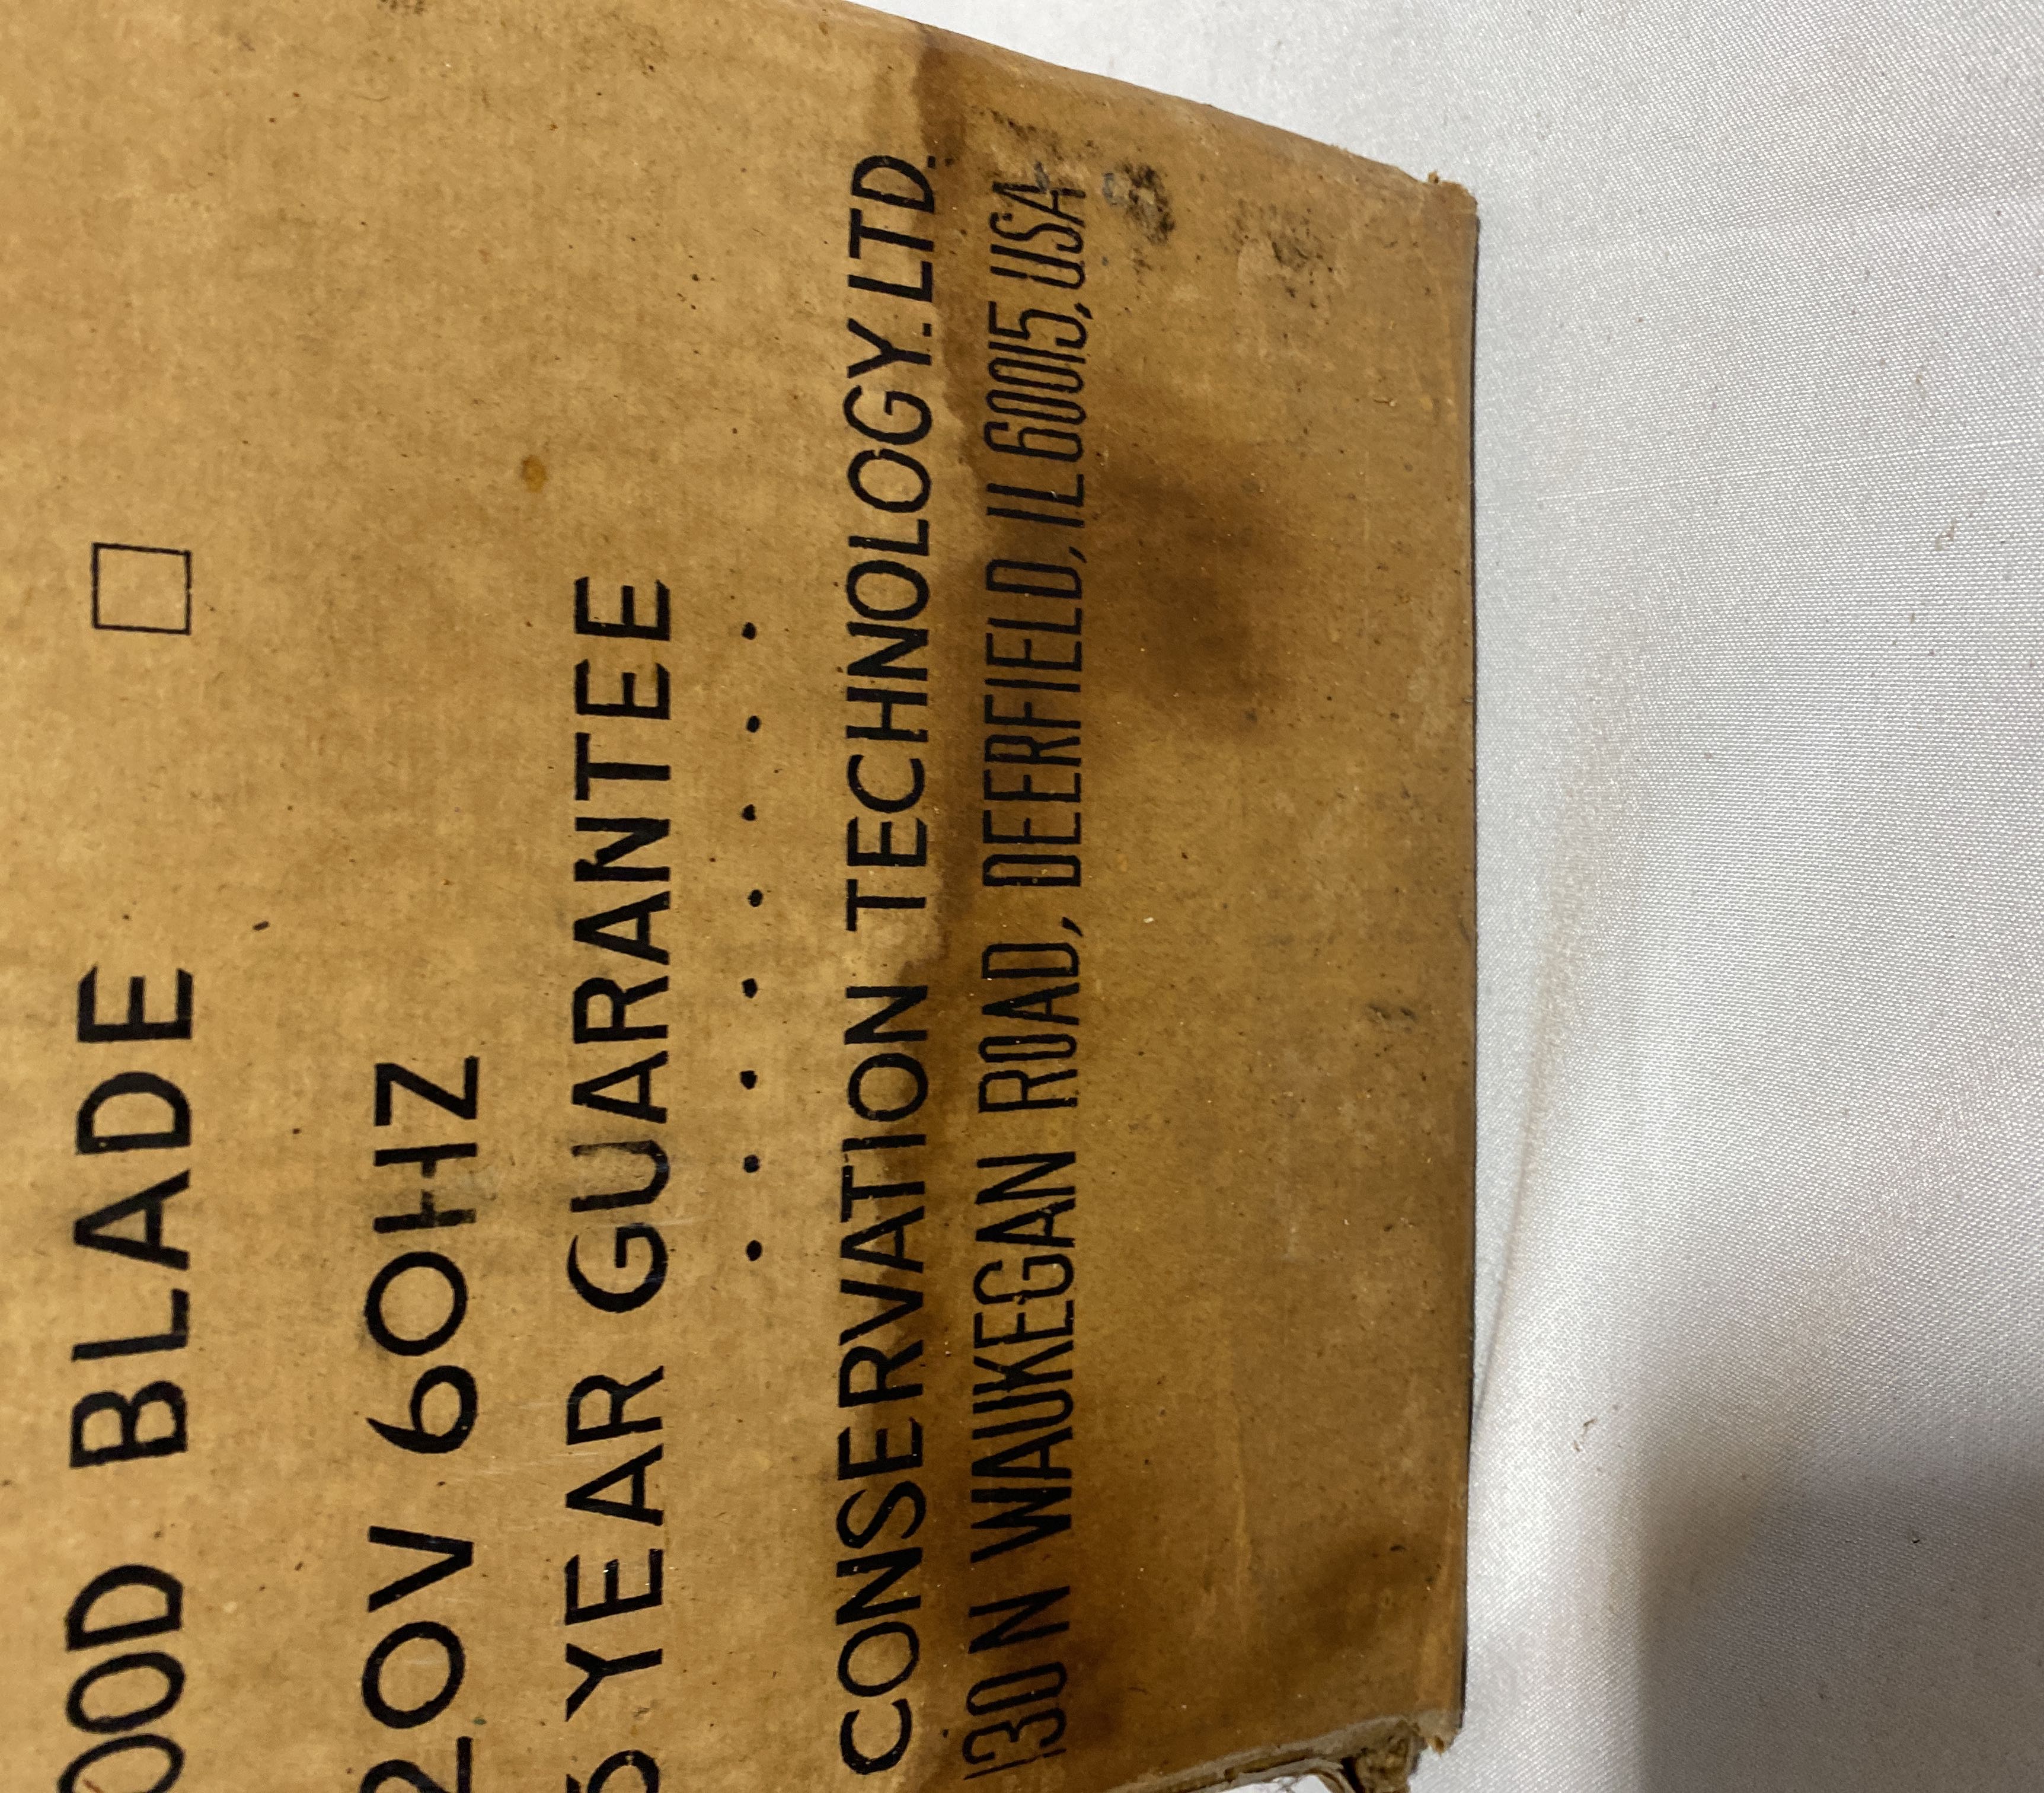 OOD BLADE □
20V 60HZ
5 YEAR GUARANTEE
. . . . . . . .
CONSERVATION TECHNOLOGY.LTD.
130 N WAUKEGAN ROAD, DEERFIELD, IL 60015, USA